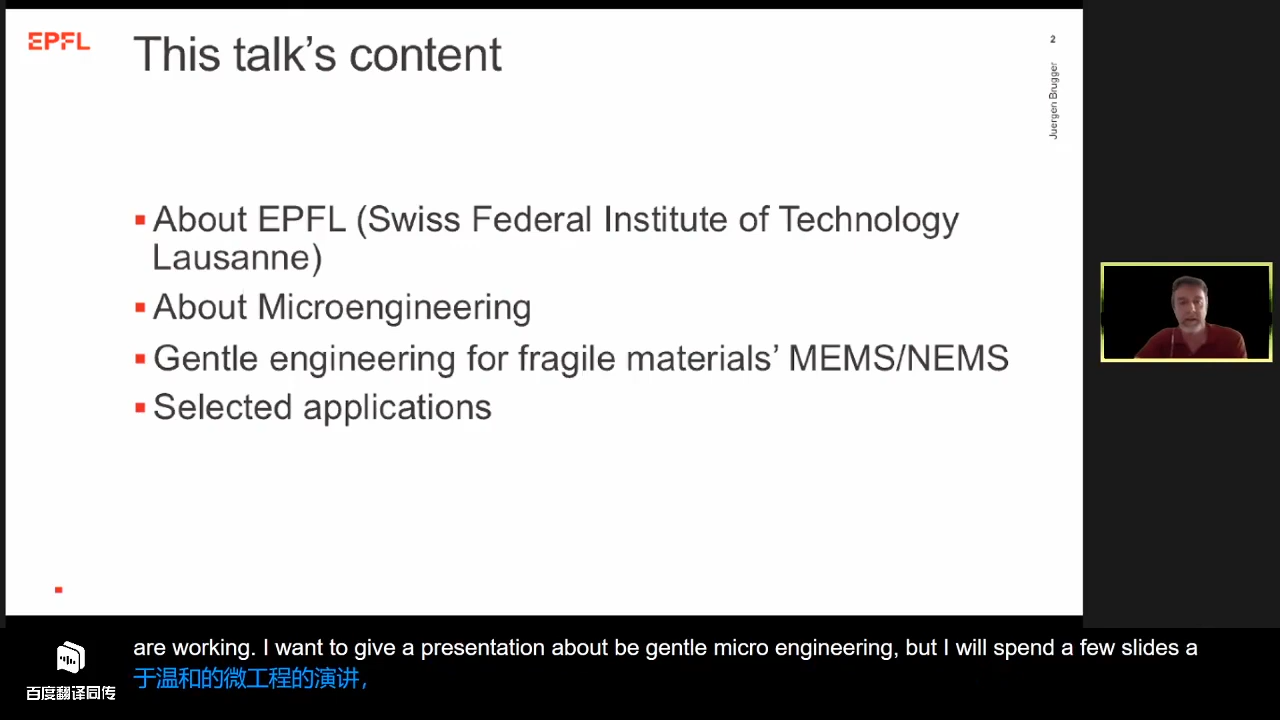 EPFL
This talk's content
2
Juergen Brugger
About EPFL (Swiss Federal Institute of Technology
Lausanne)
About Microengineering
Gentle engineering for fragile materials' MEMS/NEMS
Selected applications
are working. I want to give a presentation about be gentle micro engineering, but I will spend a few slides a
于温和的微工程的演讲，
百度翻译同传